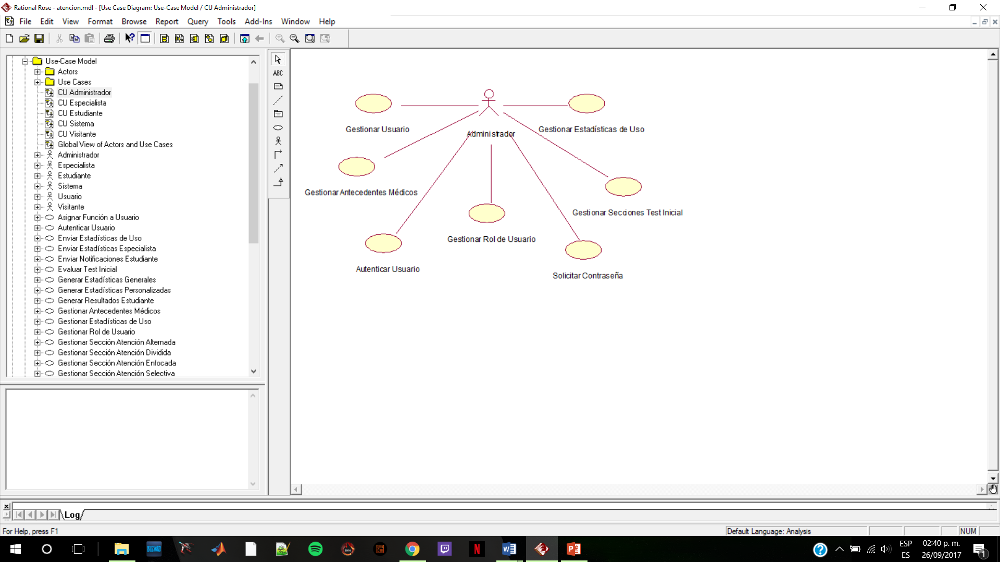 Rational Rose - atencion.mdl - [Use Case Diagram: Use-Case Model / CU Administrador]
File Edit View Format Browse Report Query Tools Add-Ins Window Help
Use-Case Model
Actors
Use Cases
CU Administrador
CU Especialista
CU Estudiante
CU Sistema
CU Visitante
Global View of Actors and Use Cases
Administrador
Especialista
Estudiante
Sistema
Usuario
Visitante
Asignar Función a Usuario
Autenticar Usuario
Enviar Estadísticas de Uso
Enviar Estadísticas Especialista
Enviar Notificaciones Estudiante
Evaluar Test Inicial
Generar Estadísticas Generales
Generar Estadísticas Personalizadas
Generar Resultados Estudiante
Gestionar Antecedentes Médicos
Gestionar Estadísticas de Uso
Gestionar Rol de Usuario
Gestionar Sección Atención Alternada
Gestionar Sección Atención Dividida
Gestionar Sección Atención Enfocada
Gestionar Sección Atención Selectiva
ABC
Gestionar Usuario
Administrador
Gestionar Estadísticas de Uso
Gestionar Antecedentes Médicos
Gestionar Secciones Test Inicial
Gestionar Rol de Usuario
Autenticar Usuario
Solicitar Contraseña
Log
For Help, press F1
Default Language: Analysis
NUM
BLIZZARD
ESP
ES
02:40 p. m.
26/09/2017
1